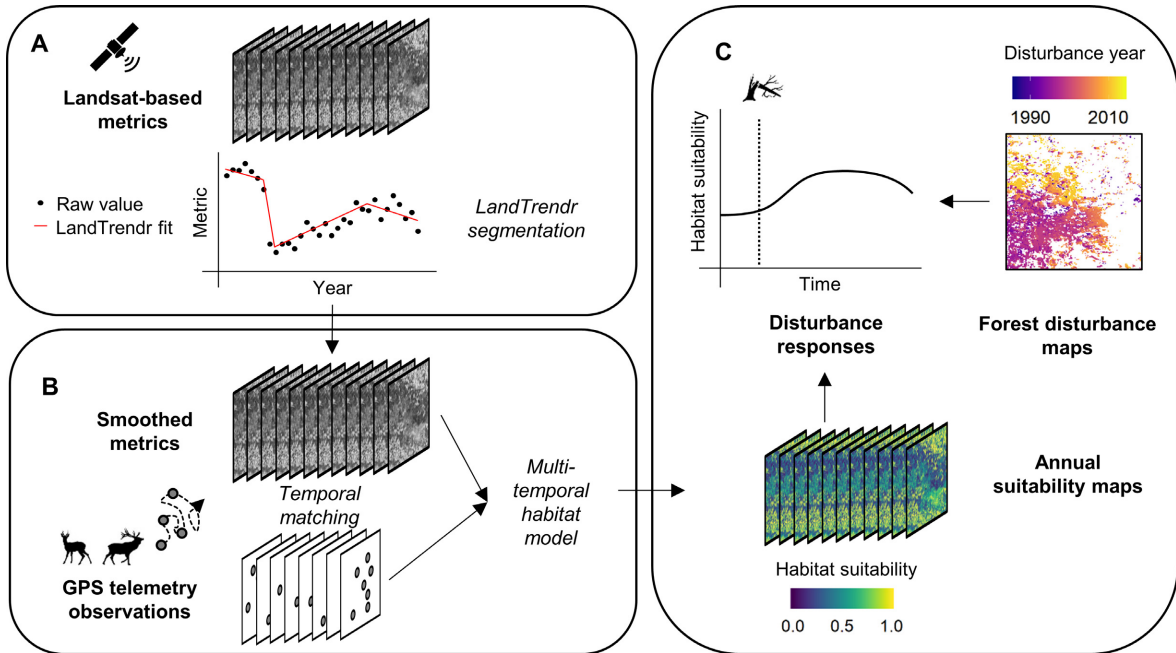 A
Landsat-based
metrics
Raw value
LandTrendr fit
Metric
Year
LandTrendr
segmentation
B
Smoothed
metrics
Temporal
matching
GPS telemetry
observations
Multi-
temporal
habitat
model
C
Disturbance year
1990 2010
Habitat suitability
Time
Disturbance
responses
Forest disturbance
maps
Annual
suitability maps
Habitat suitability
0.0 0.5 1.0